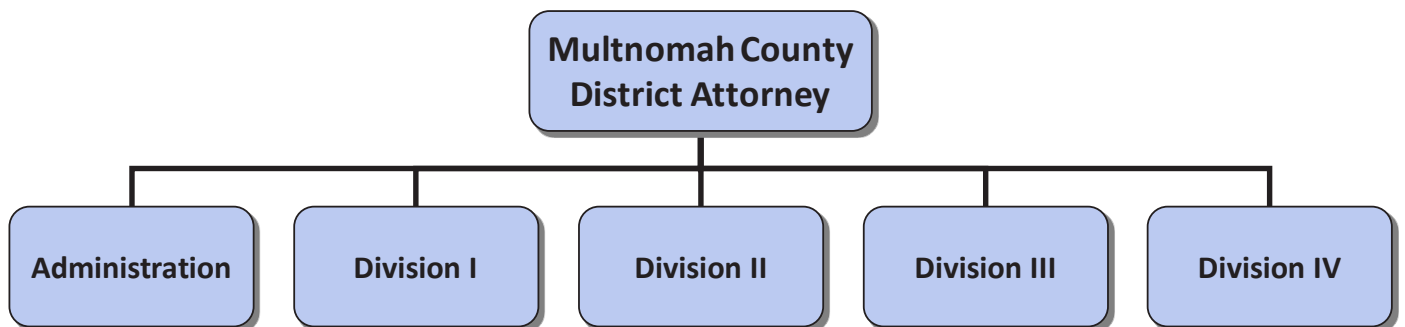 Multnomah County
District Attorney
Administration
Division I
Division II
Division III
Division IV